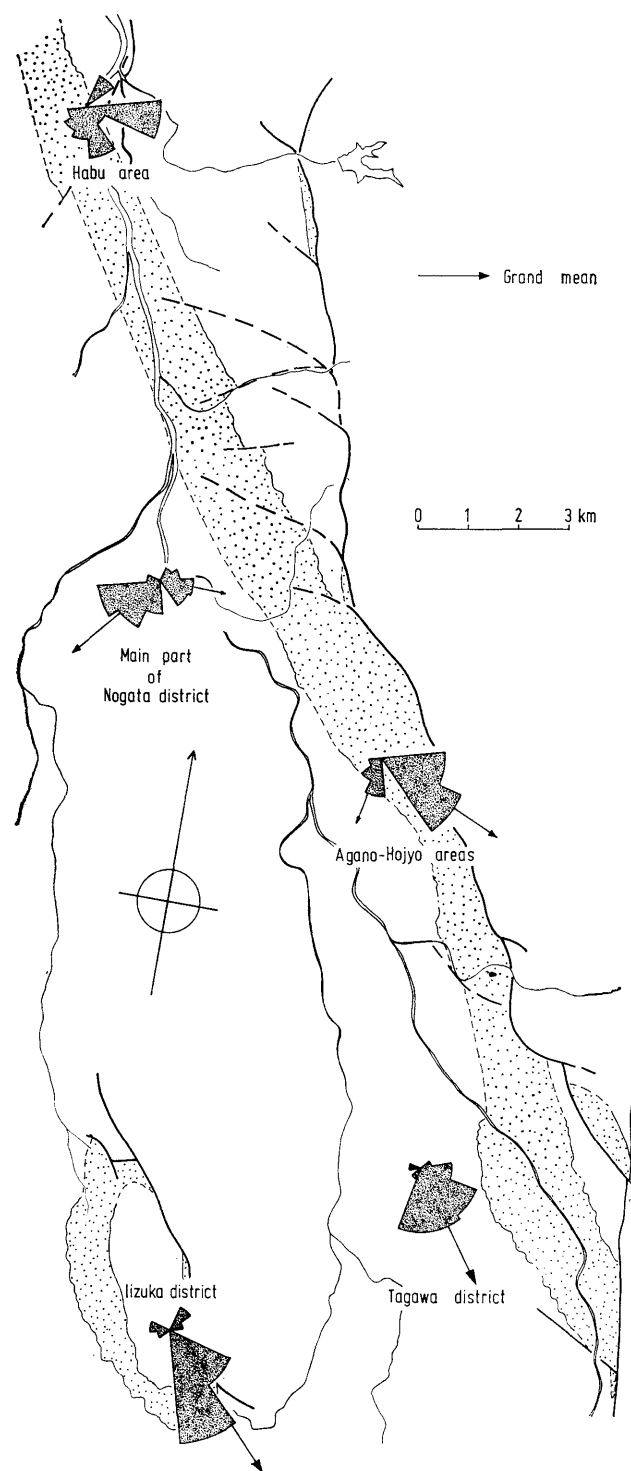 Habu area
Grand mean
0 1 2 3 km
Main part
of
Nogata district
Agano-Hojyo areas
Iizuka district
Tagawa district